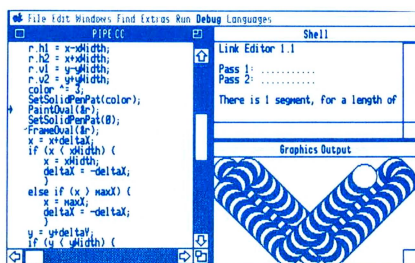 File Edit Windows Find Extras Run Debug Languages
PIPE.CC
r.h1 = x-xWidth;
r.h2 = x+xWidth;
r.v1 = y-yWidth;
r.v2 = y+yWidth;
color ^= 3;
SetSolidPenPat(color);
PaintOval(&r);
SetSolidPenPat(0);
FrameOval(&r);
x = x+deltaX;
if (x < xWidth) {
x = xWidth;
deltaX = -deltaX;
}
else if (x > maxX) {
x = maxX;
deltaX = -deltaX;
}
y = y+deltaY;
if (y < yWidth) {
Shell
Link Editor 1.1
Pass 1: ............
Pass 2: ............
There is 1 segment, for a length of
Graphics Output